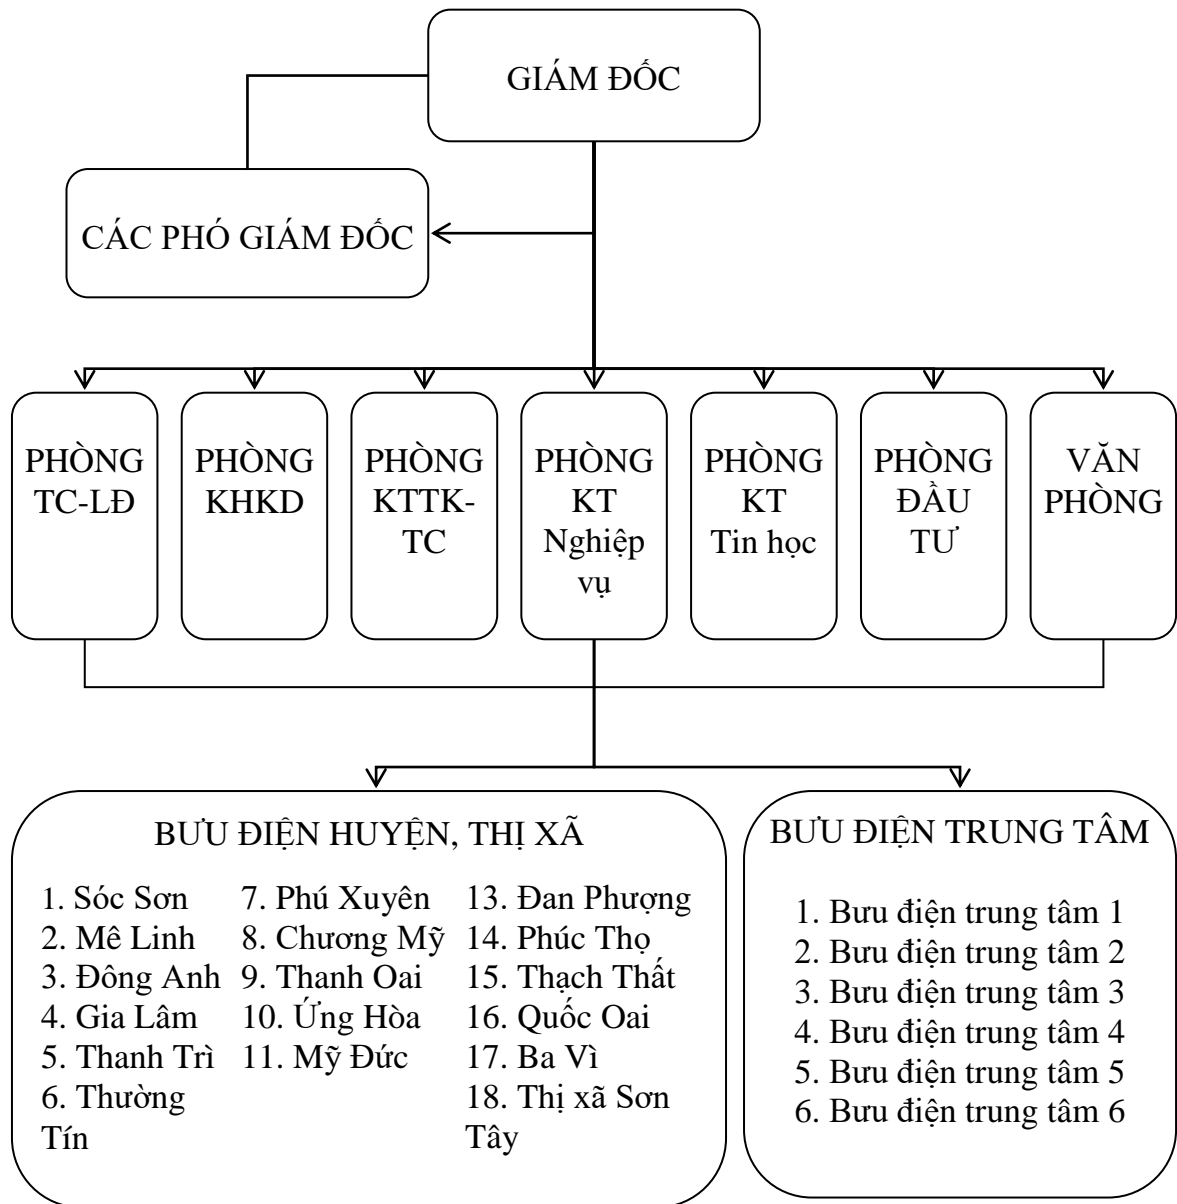 GIÁM ĐỐC
CÁC PHÓ GIÁM ĐỐC
PHÒNG
TC-LĐ
PHÒNG
KHKD
PHÒNG
KTTK-
TC
PHÒNG
KT
Nghiệp
vụ
PHÒNG
KT
Tin học
PHÒNG
ĐẦU
TƯ
VĂN
PHÒNG
BƯU ĐIỆN HUYỆN, THỊ XÃ
1. Sóc Sơn
2. Mê Linh
3. Đông Anh
4. Gia Lâm
5. Thanh Trì
6. Thường
Tín
7. Phú Xuyên
8. Chương Mỹ
9. Thanh Oai
10. Ứng Hòa
11. Mỹ Đức
13. Đan Phượng
14. Phúc Thọ
15. Thạch Thất
16. Quốc Oai
17. Ba Vì
18. Thị xã Sơn
Tây
BƯU ĐIỆN TRUNG TÂM
1. Bưu điện trung tâm 1
2. Bưu điện trung tâm 2
3. Bưu điện trung tâm 3
4. Bưu điện trung tâm 4
5. Bưu điện trung tâm 5
6. Bưu điện trung tâm 6